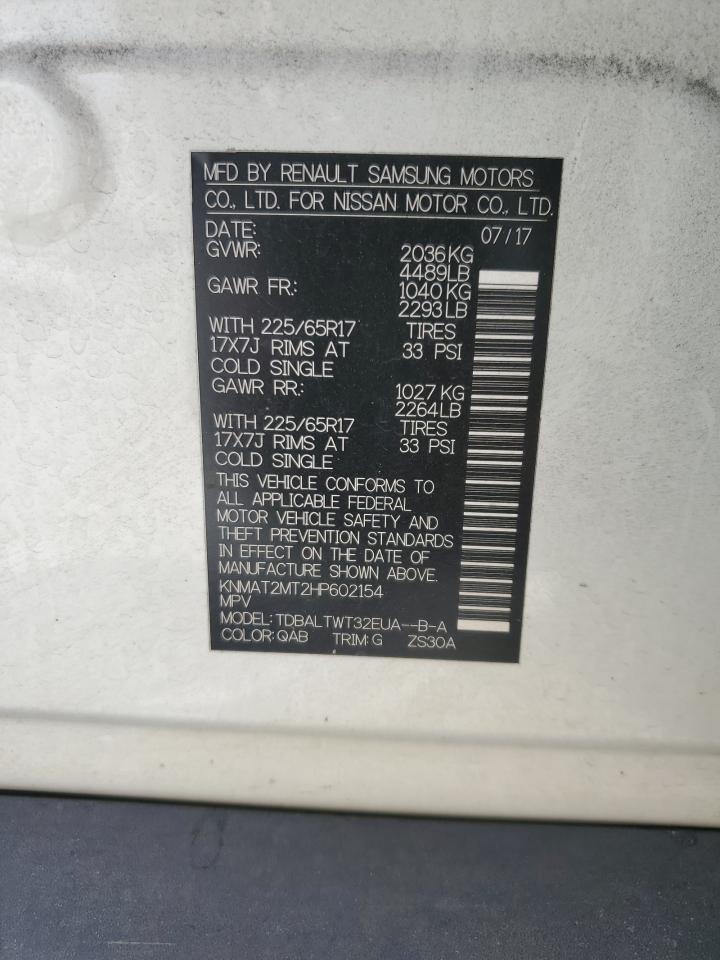 MFD BY RENAULT SAMSUNG MOTORS
CO., LTD. FOR NISSAN MOTOR CO., LTD.
DATE: 07/17
GVWR: 2036KG
4489LB
GAWR FR.: 1040KG
2293LB
WITH 225/65R17 TIRES
17X7J RIMS AT 33 PSI
COLD SINGLE
GAWR RR.: 1027KG
2264LB
WITH 225/65R17 TIRES
17X7J RIMS AT 33 PSI
COLD SINGLE
THIS VEHICLE CONFORMS TO
ALL APPLICABLE FEDERAL
MOTOR VEHICLE SAFETY AND
THEFT PREVENTION STANDARDS
IN EFFECT ON THE DATE OF
MANUFACTURE SHOWN ABOVE.
KNMAT2MT2HP602154
MPV
MODEL: TDBALTWT32EUA--B-A
COLOR: QAB TRIM: G ZS30A